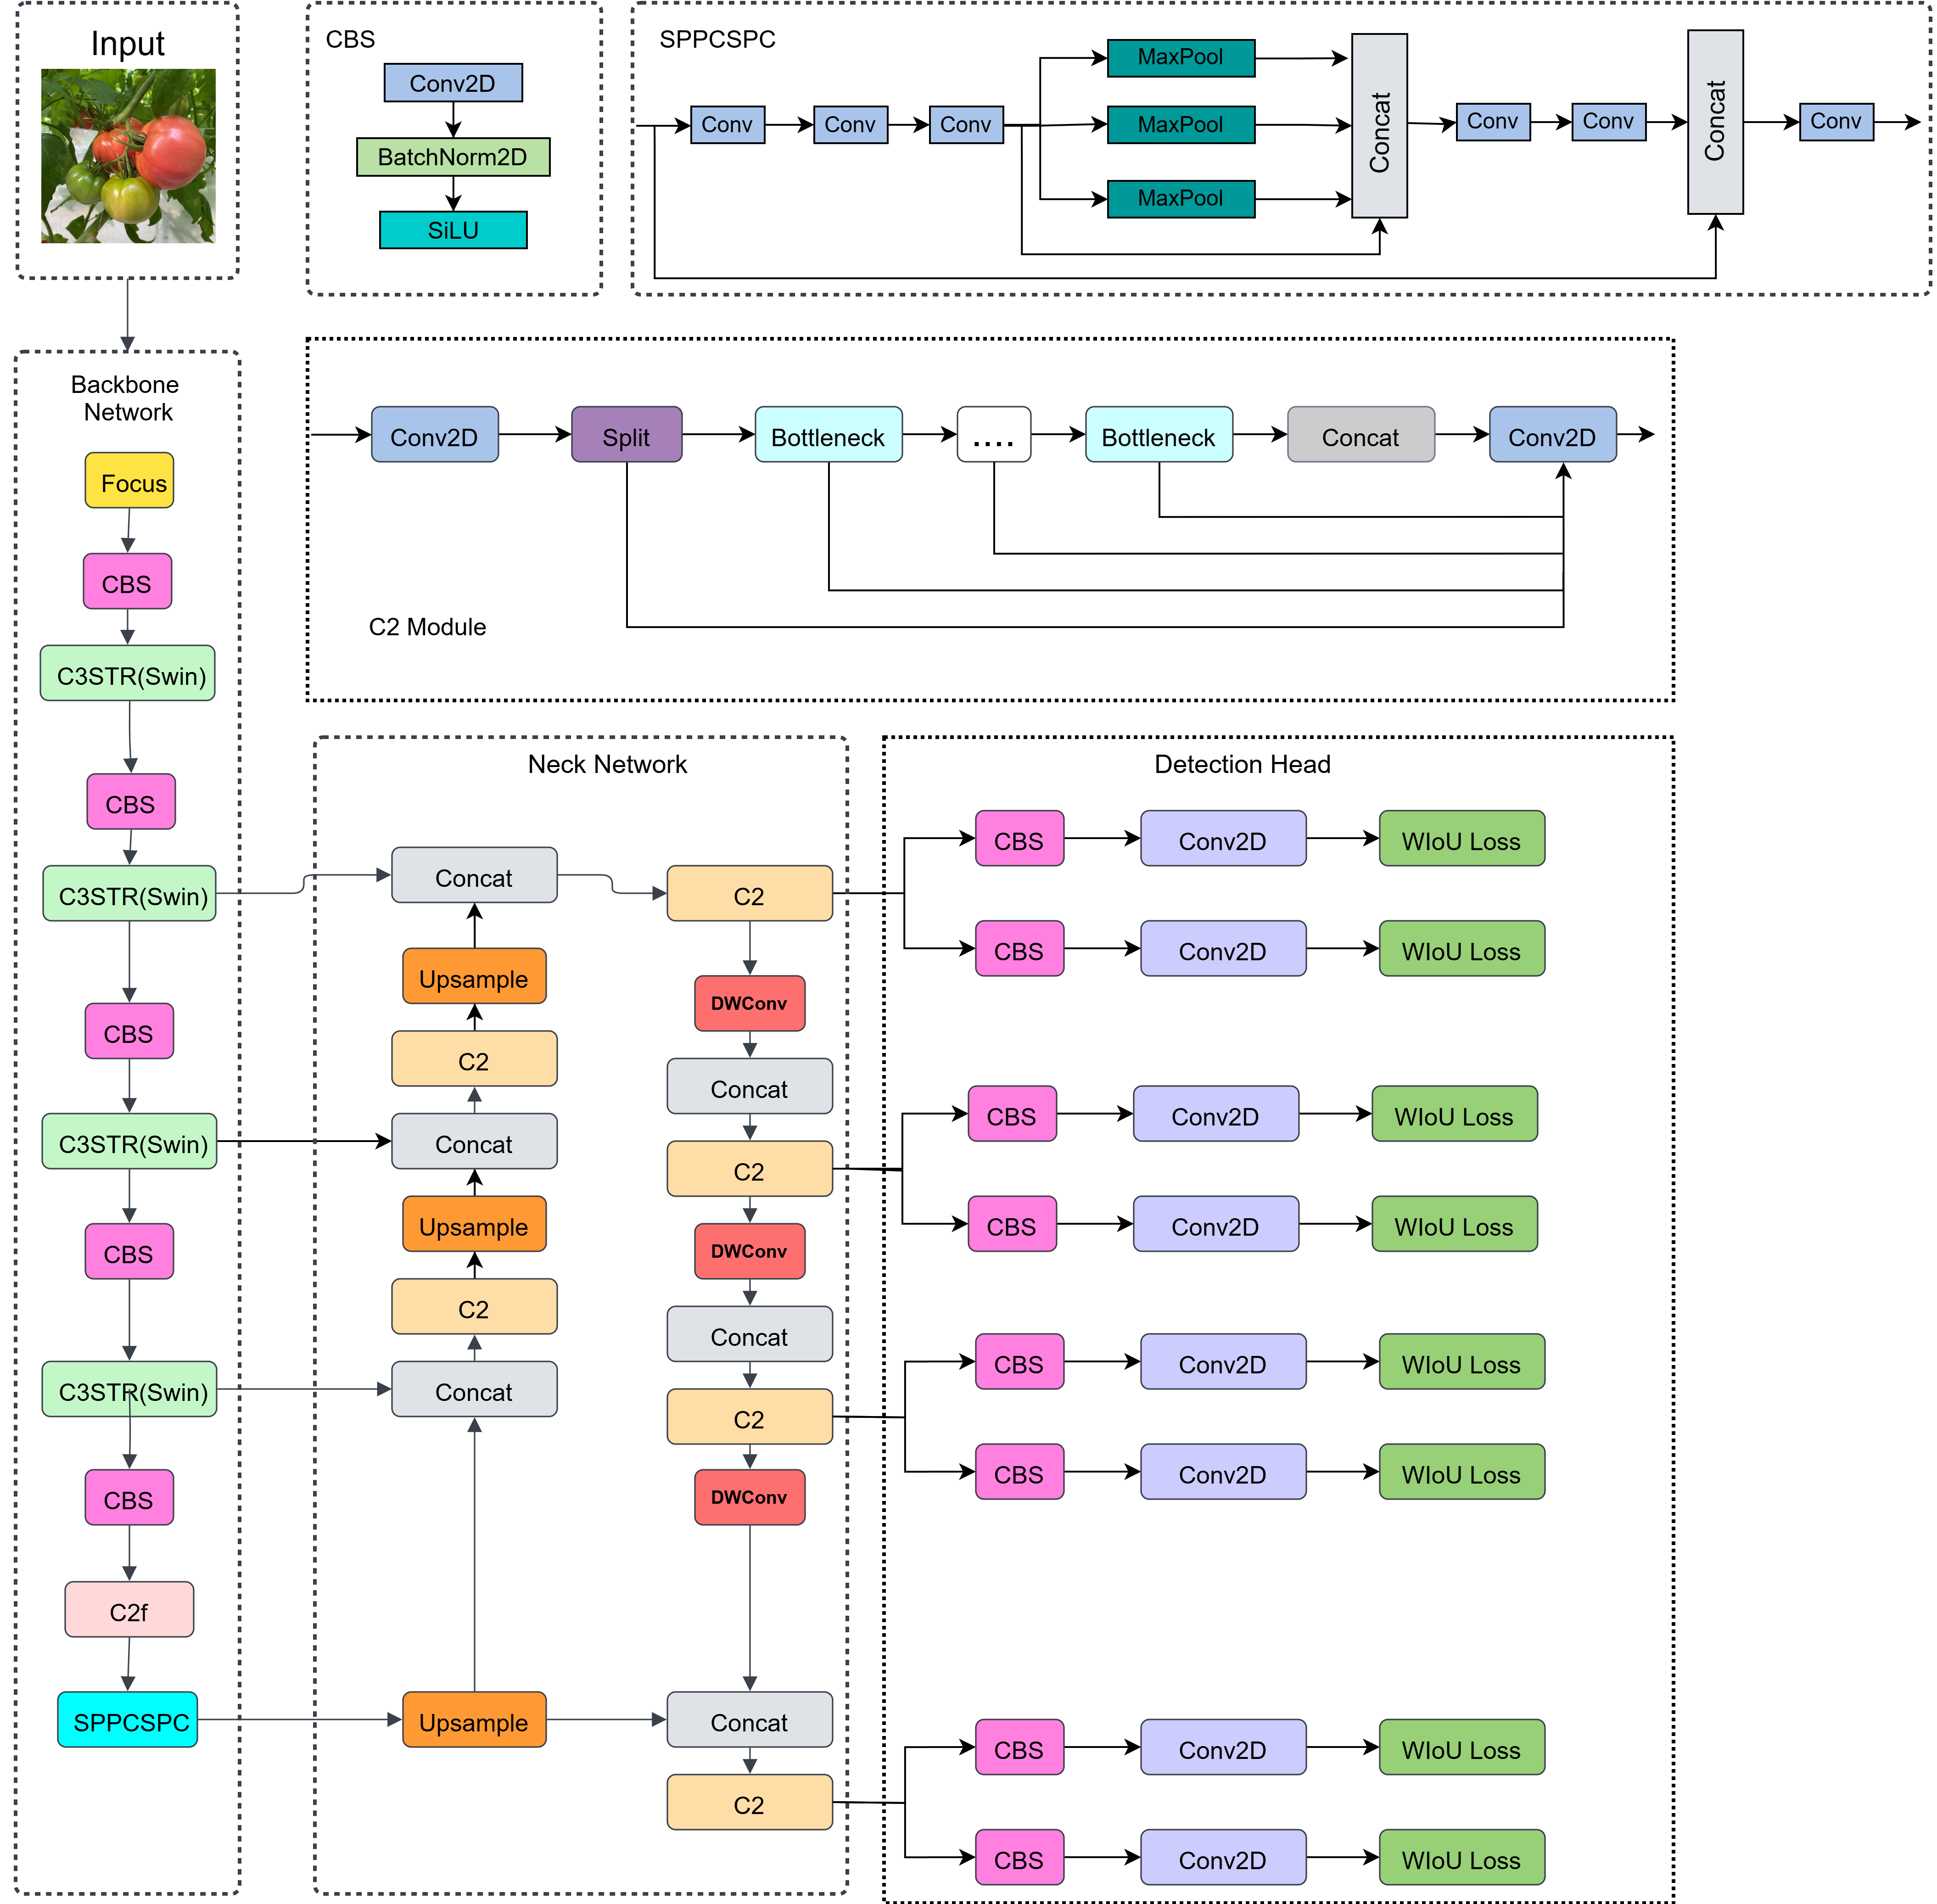 Input
CBS
Conv2D
BatchNorm2D
SiLU
SPPCSPC
Conv
Conv
Conv
MaxPool
MaxPool
MaxPool
Concat
Conv
Conv
Concat
Conv
Conv2D
Split
Bottleneck
....
Bottleneck
Concat
Conv2D
C2 Module
Backbone
Network
Focus
CBS
C3STR(Swin)
CBS
C3STR(Swin)
CBS
C3STR(Swin)
CBS
C3STR(Swin)
CBS
C2f
SPPCSPC
Neck Network
Concat
Upsample
C2
Concat
Upsample
C2
Concat
Upsample
C2
DWConv
Concat
C2
DWConv
Concat
C2
DWConv
Concat
C2
Detection Head
CBS
Conv2D
WIoU Loss
CBS
Conv2D
WIoU Loss
CBS
Conv2D
WIoU Loss
CBS
Conv2D
WIoU Loss
CBS
Conv2D
WIoU Loss
CBS
Conv2D
WIoU Loss
CBS
Conv2D
WIoU Loss
CBS
Conv2D
WIoU Loss